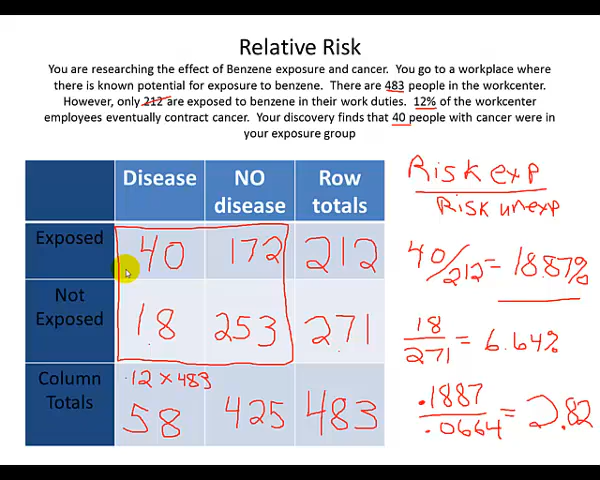 Relative Risk
You are researching the effect of Benzene exposure and cancer. You go to a workplace where
there is known potential for exposure to benzene. There are 483 people in the workcenter.
However, only 212 are exposed to benzene in their work duties. 12% of the workcenter
employees eventually contract cancer. Your discovery finds that 40 people with cancer were in
your exposure group
Disease NO disease Row totals
Exposed 40 172 212
Not Exposed 18 253 271
Column Totals .12 x 483 58 425 483
Risk exp
Risk unexp
40/212 = 18.87%
18/271 = 6.64%
.1887/.0664 = 2.82